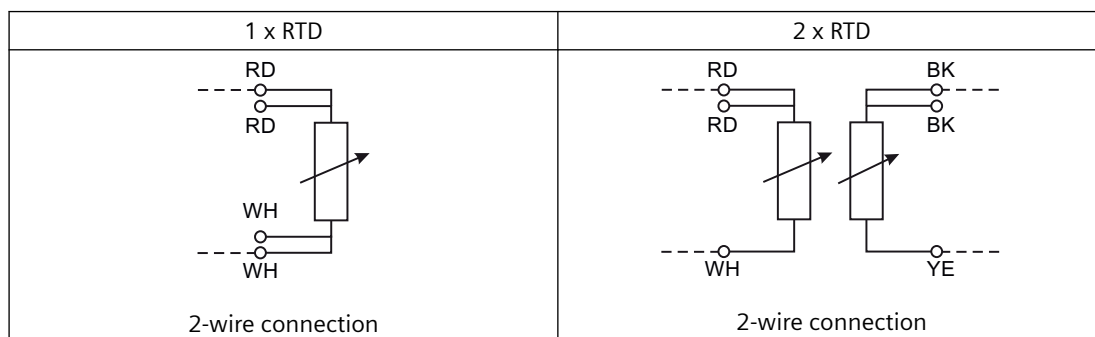 1 x RTD
2 x RTD
RD
RD
WH
WH
2-wire connection
RD
BK
RD
BK
WH
YE
2-wire connection